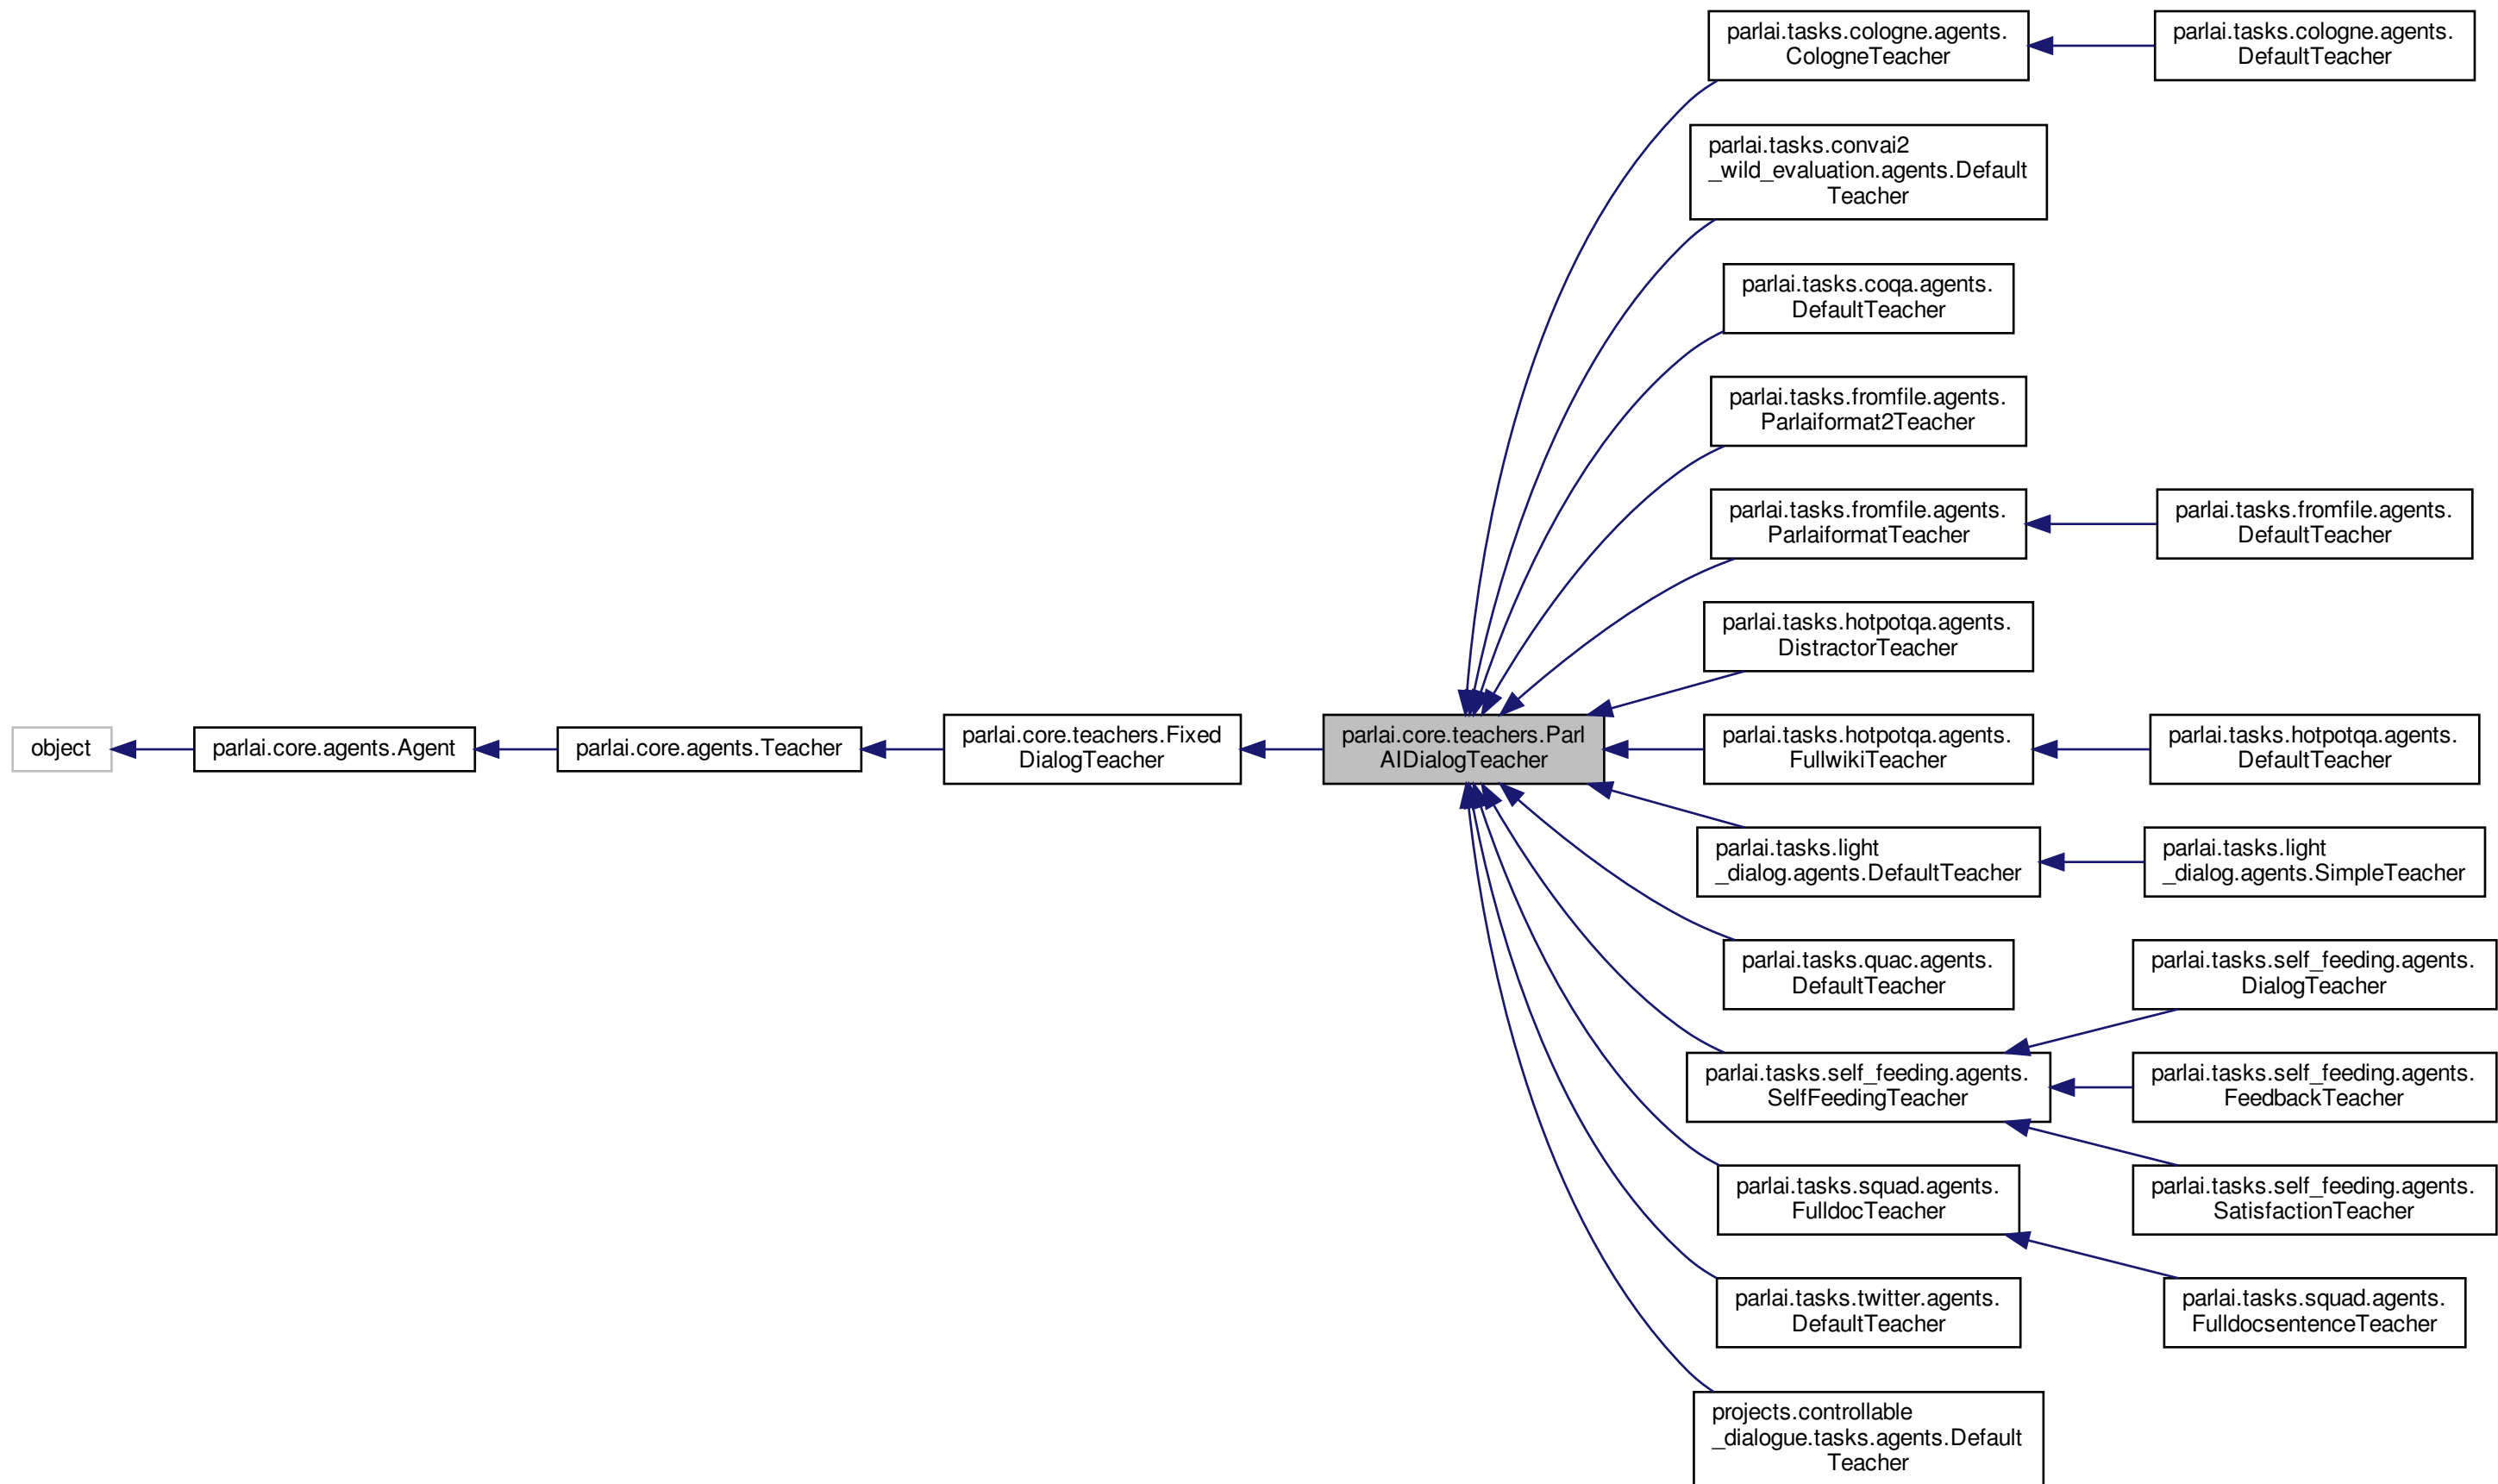 parlai.tasks.cologne.agents.
CologneTeacher
parlai.tasks.cologne.agents.
DefaultTeacher
parlai.tasks.convai2
_wild_evaluation.agents.Default
Teacher
parlai.tasks.coqa.agents.
DefaultTeacher
parlai.tasks.fromfile.agents.
Parlaiformat2Teacher
parlai.tasks.fromfile.agents.
ParlaiformatTeacher
parlai.tasks.fromfile.agents.
DefaultTeacher
parlai.tasks.hotpotqa.agents.
DistractorTeacher
object
parlai.core.agents.Agent
parlai.core.agents.Teacher
parlai.core.teachers.Fixed
DialogTeacher
parlai.core.teachers.Parl
AIDialogTeacher
parlai.tasks.hotpotqa.agents.
FullwikiTeacher
parlai.tasks.hotpotqa.agents.
DefaultTeacher
parlai.tasks.light
_dialog.agents.DefaultTeacher
parlai.tasks.light
_dialog.agents.SimpleTeacher
parlai.tasks.quac.agents.
DefaultTeacher
parlai.tasks.self_feeding.agents.
DialogTeacher
parlai.tasks.self_feeding.agents.
SelfFeedingTeacher
parlai.tasks.self_feeding.agents.
FeedbackTeacher
parlai.tasks.squad.agents.
FulldocTeacher
parlai.tasks.self_feeding.agents.
SatisfactionTeacher
parlai.tasks.twitter.agents.
DefaultTeacher
parlai.tasks.squad.agents.
FulldocsentenceTeacher
projects.controllable
_dialogue.tasks.agents.Default
Teacher